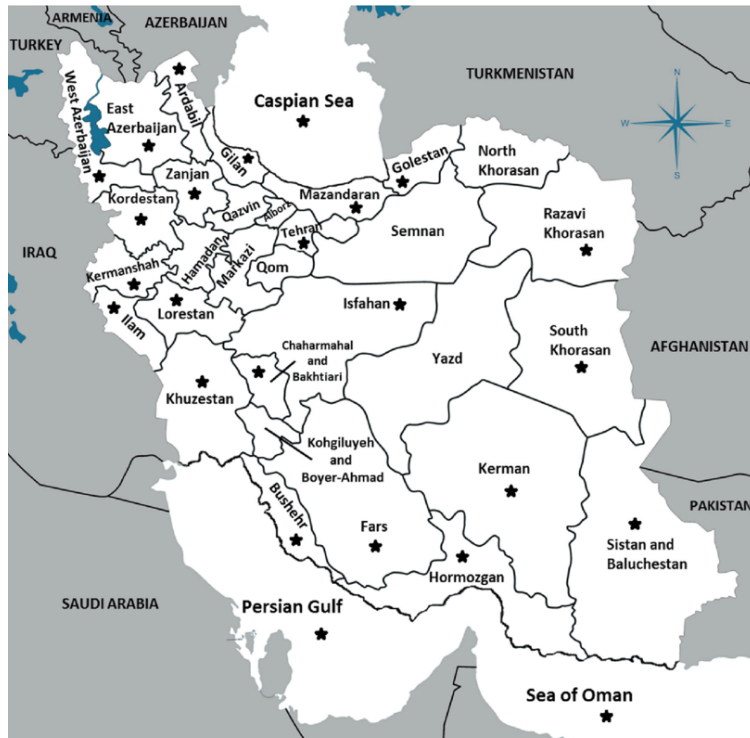 ARMENIA
AZERBAIJAN
TURKEY
TURKMENISTAN
N
W
E
S
Caspian Sea
West Azerbaijan
East
Azerbaijan
Ardabil
Gilan
Golestan
North
Khorasan
Zanjan
Kordestan
Mazandaran
Qazvin
Alborz
Tehran
Semnan
Razavi
Khorasan
IRAQ
Kermanshah
Hamadan
Markazi
Qom
Ilam
Lorestan
Isfahan
Chaharmahal
and
Bakhtiari
Yazd
South
Khorasan
AFGHANISTAN
Khuzestan
Kohgiluyeh
and
Boyer-Ahmad
Kerman
PAKISTAN
Bushehr
Fars
Hormozgan
Sistan and
Baluchestan
SAUDI ARABIA
Persian Gulf
Sea of Oman